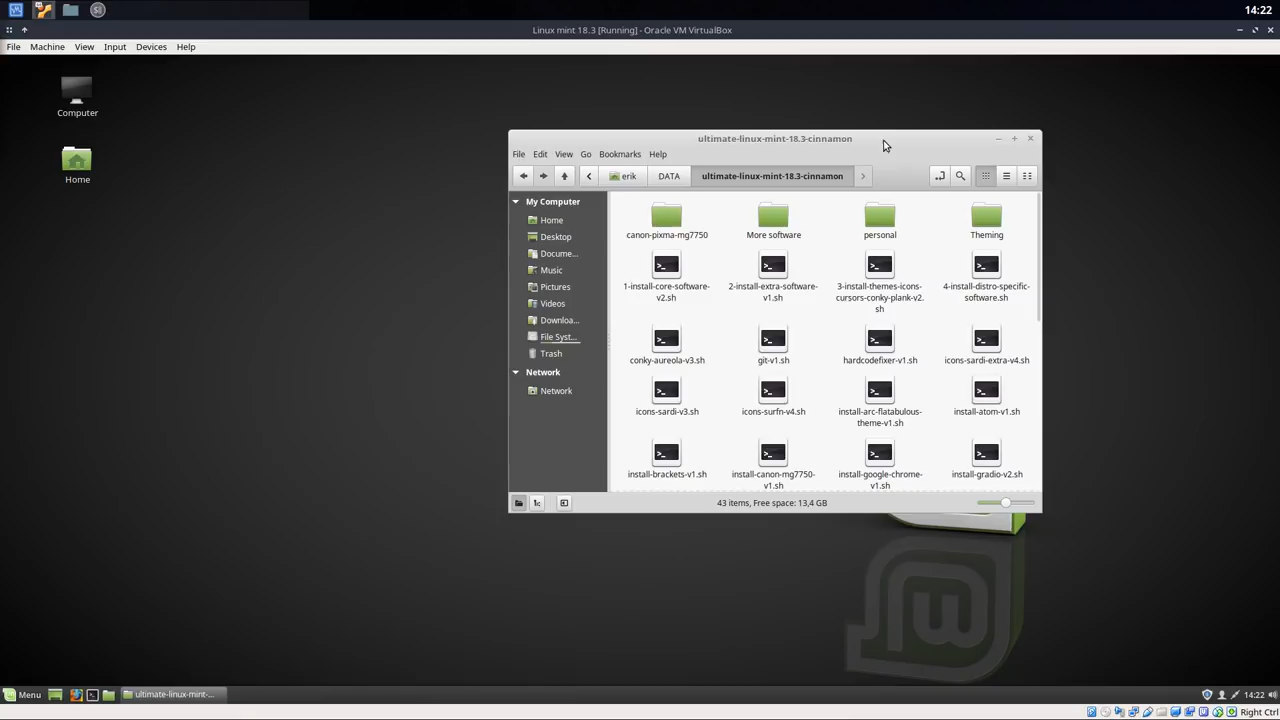 14:22
Linux mint 18.3 [Running] - Oracle VM VirtualBox
File Machine View Input Devices Help
Computer
Home
ultimate-linux-mint-18.3-cinnamon
File Edit View Go Bookmarks Help
erik DATA ultimate-linux-mint-18.3-cinnamon
My Computer
Home
Desktop
Docume...
Music
Pictures
Videos
Downloa...
File Syst...
Trash
Network
Network
canon-pixma-mg7750 More software personal Theming
1-install-core-software-
v2.sh
2-install-extra-software-
v1.sh
3-install-themes-icons-
cursors-conky-plank-v2.
sh
4-install-distro-specific-
software.sh
conky-aureola-v3.sh git-v1.sh hardcodefixer-v1.sh icons-sardi-extra-v4.sh
icons-sardi-v3.sh icons-surfn-v4.sh
install-arc-flatabulous-
theme-v1.sh
install-atom-v1.sh
install-brackets-v1.sh
install-canon-mg7750-
v1.sh
install-google-chrome-
v1.sh
install-gradio-v2.sh
43 items, Free space: 13,4 GB
Menu
ultimate-linux-mint-...
14:22
Right Ctrl